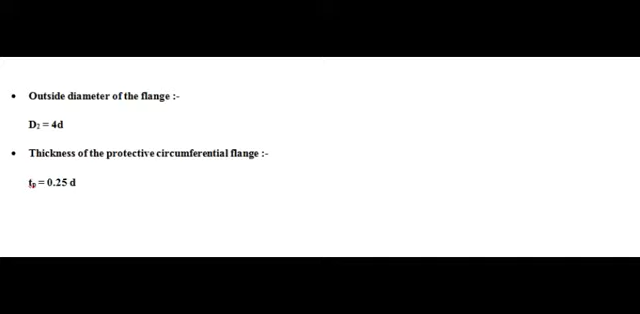 • Outside diameter of the flange :-
D₂ = 4d
• Thickness of the protective circumferential flange :-
tₚ = 0.25 d